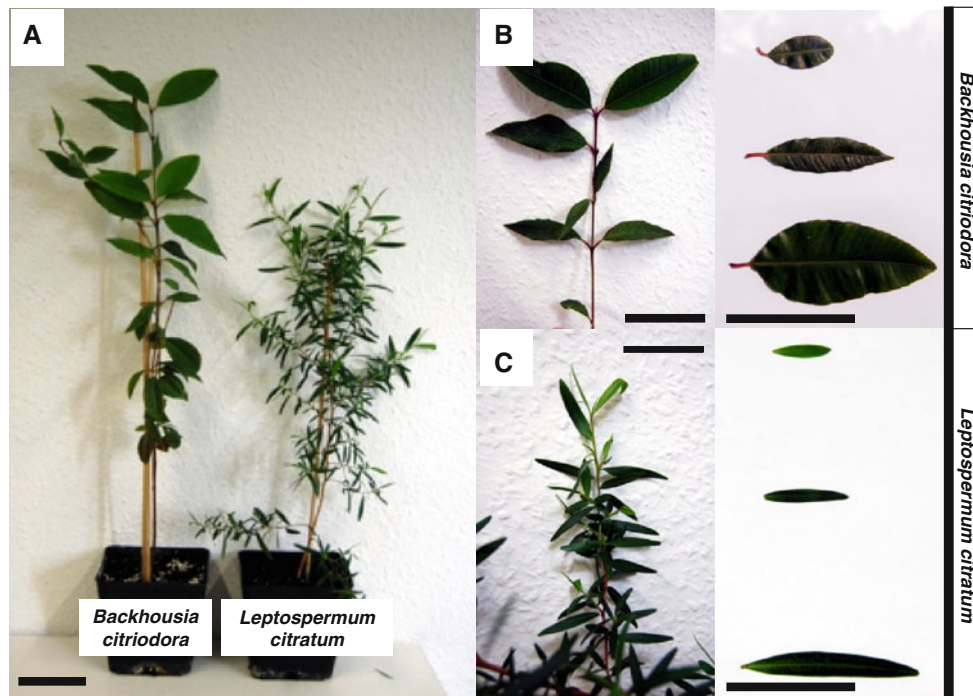 A
B
C
Backhousia
citriodora
Leptospermum
citratum
Backhousia citriodora
Leptospermum citratum